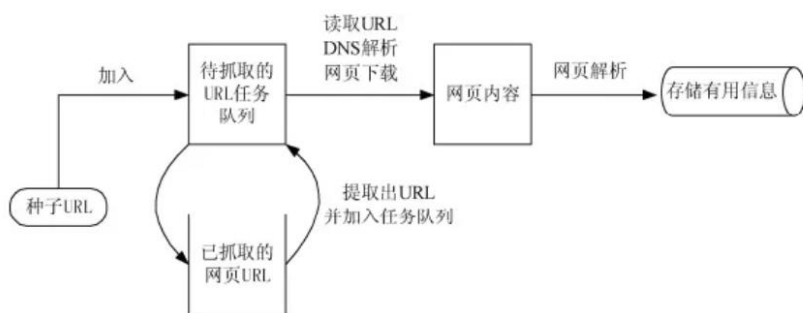 读取URL
DNS解析
网页下载
加入
待抓取的
URL任务
队列
网页内容
网页解析
存储有用信息
种子URL
提取出URL
并加入任务队列
已抓取的
网页URL